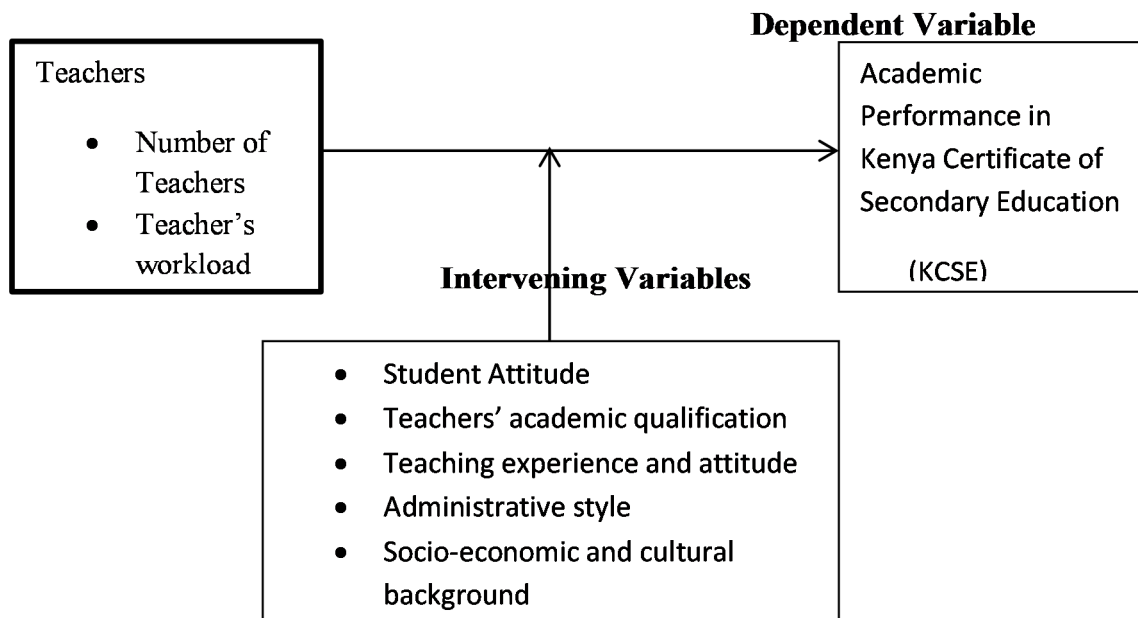 Dependent Variable
Teachers
• Number of
Teachers
• Teacher’s
workload
Academic
Performance in
Kenya Certificate of
Secondary Education
(KCSE)
Intervening Variables
• Student Attitude
• Teachers’ academic qualification
• Teaching experience and attitude
• Administrative style
• Socio-economic and cultural
background